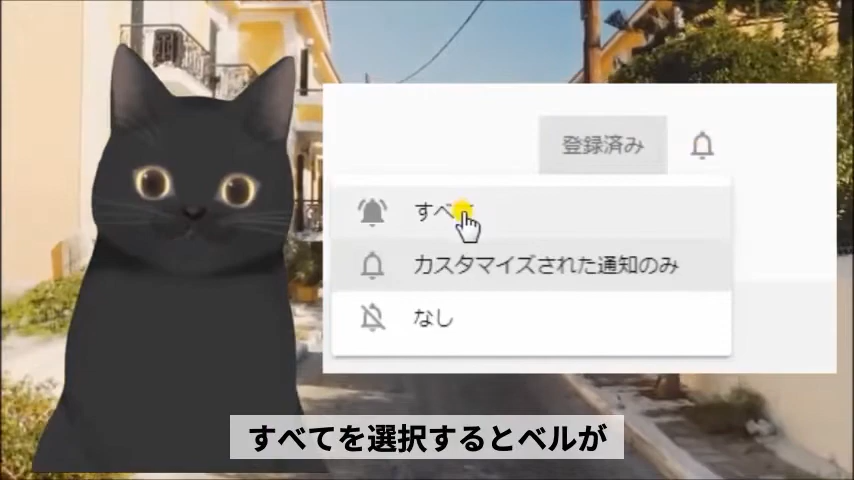 登録済み
すべて
カスタマイズされた通知のみ
なし
すべてを選択するとベルが